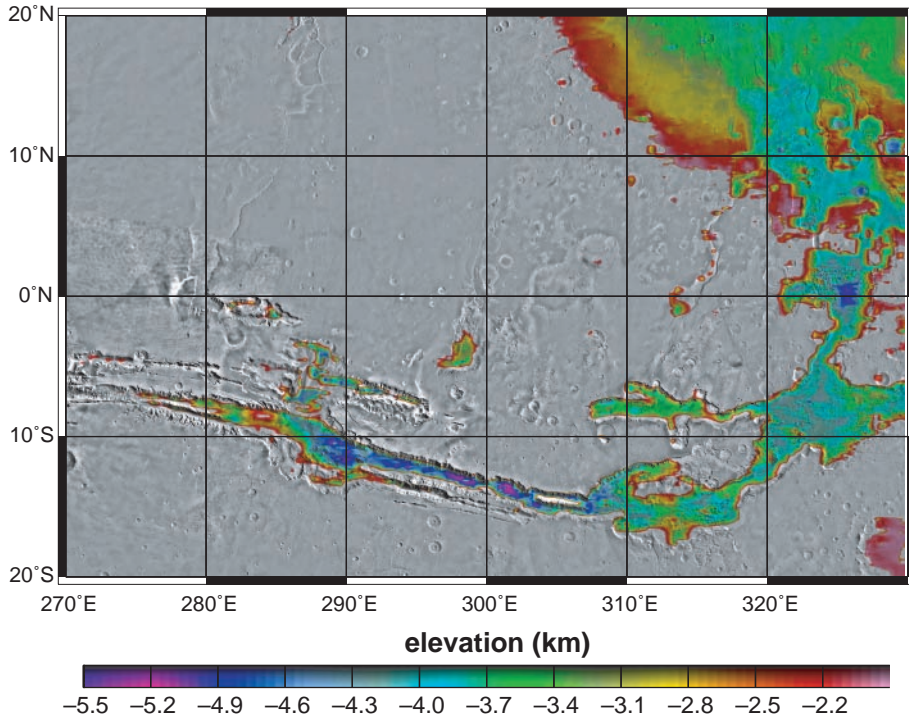 20˚N
10˚N
0˚N
10˚S
20˚S
270˚E 280˚E 290˚E 300˚E 310˚E 320˚E
elevation (km)
–5.5 –5.2 –4.9 –4.6 –4.3 –4.0 –3.7 –3.4 –3.1 –2.8 –2.5 –2.2